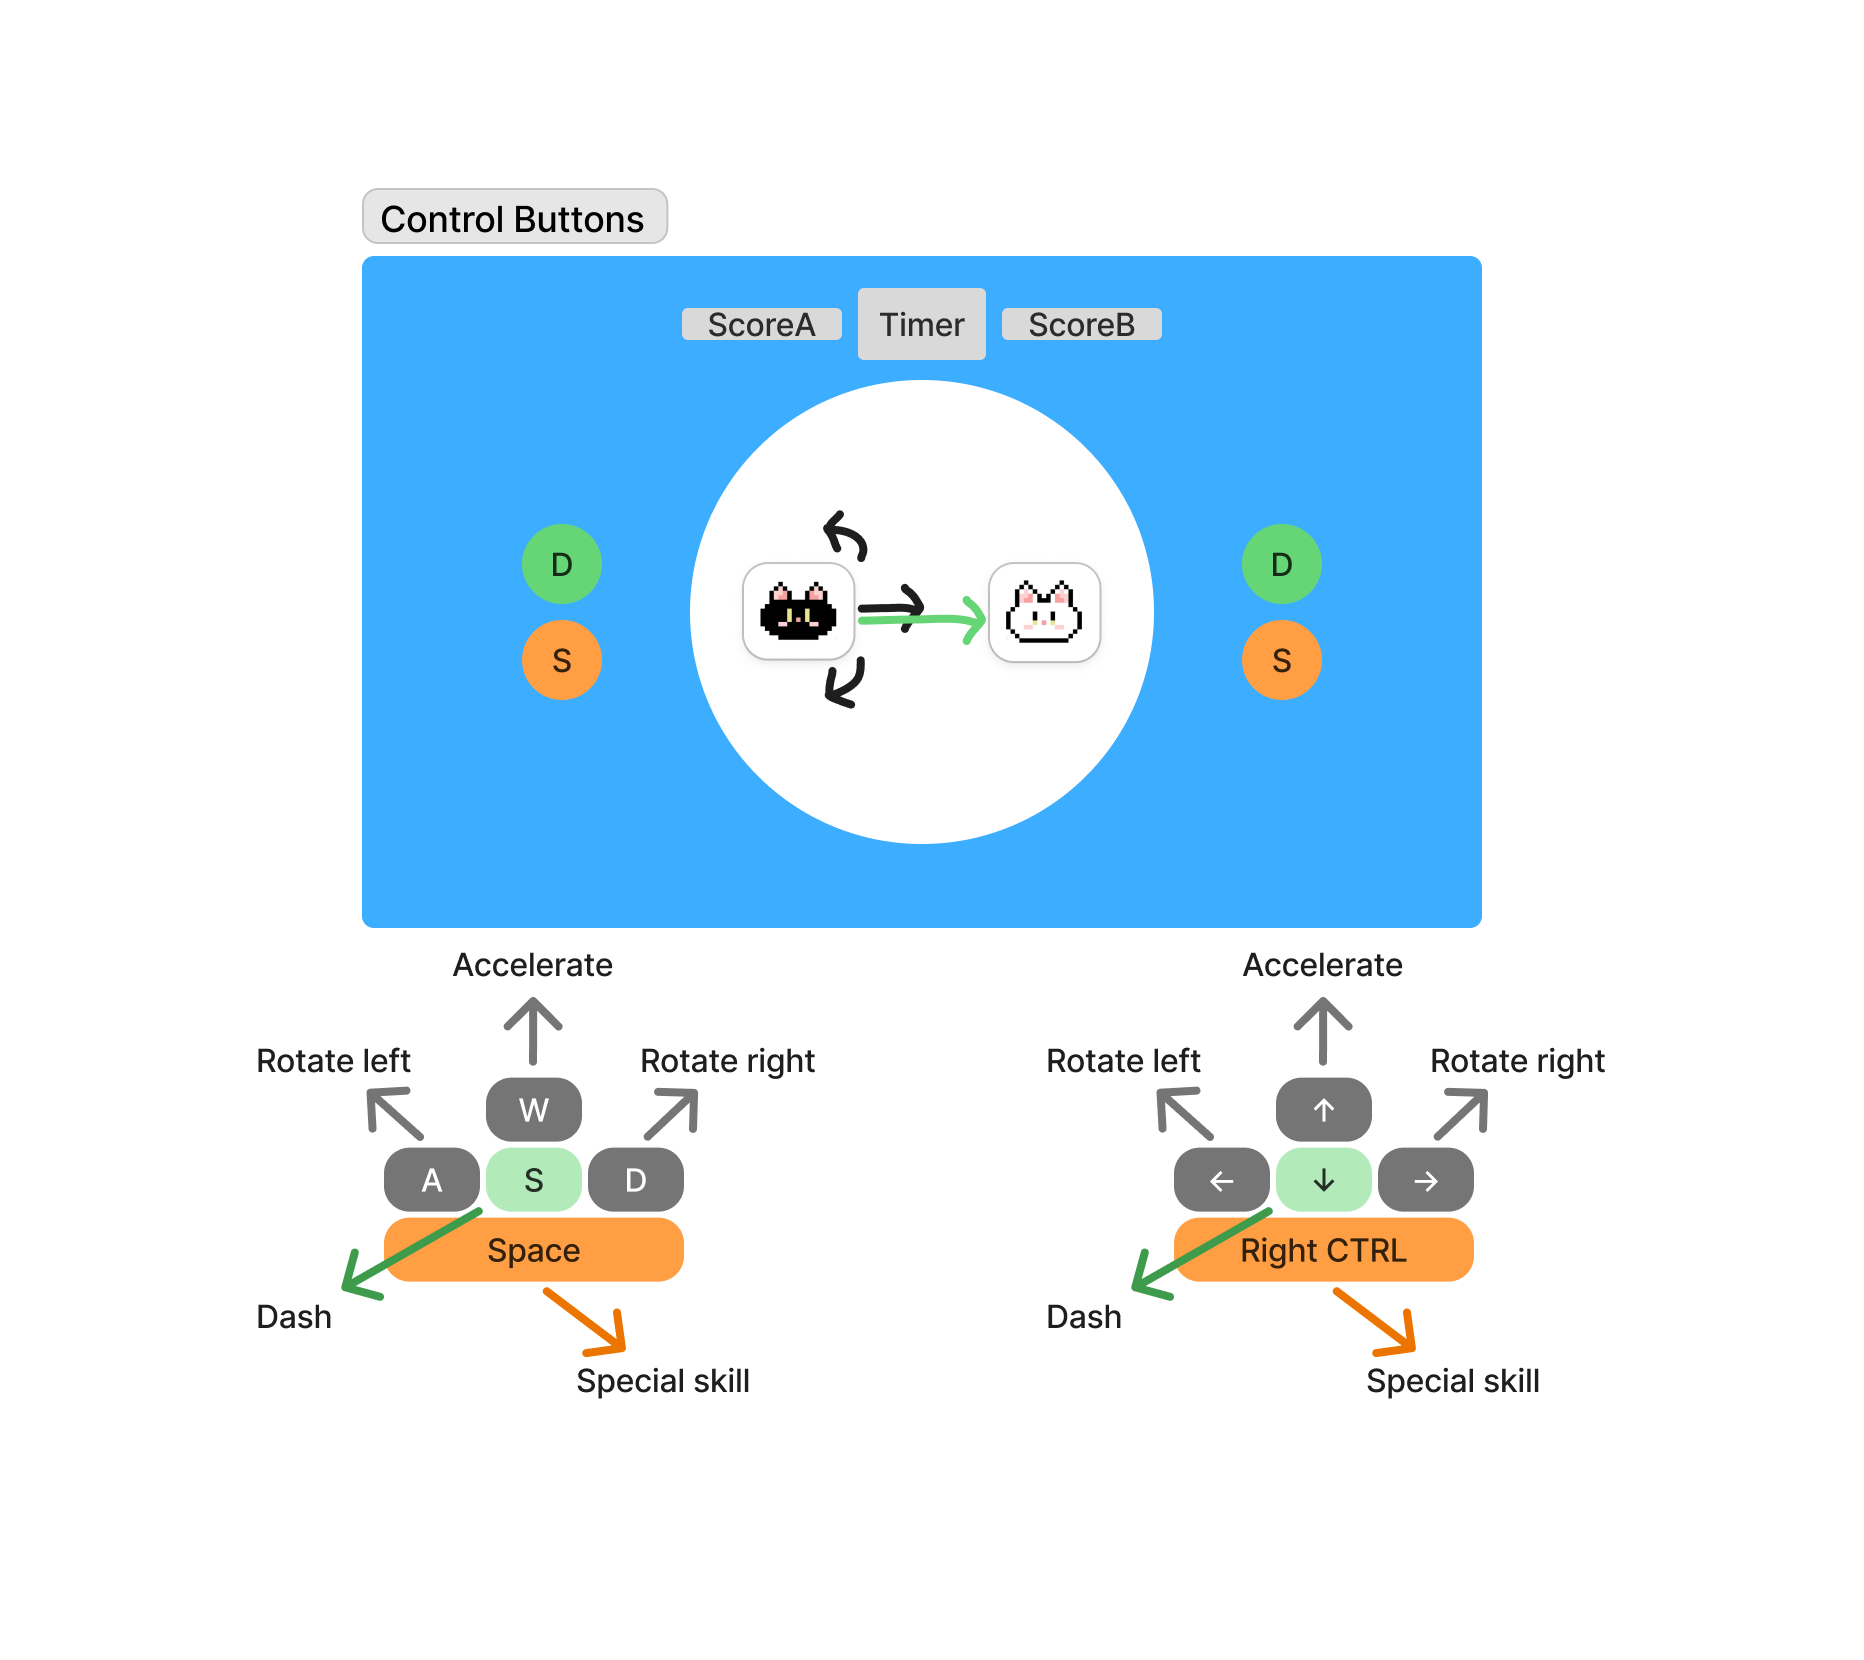 Control Buttons
ScoreA Timer ScoreB
D D
S S
Accelerate Accelerate
Rotate left Rotate right Rotate left Rotate right
W ↑
A S D ← ↓ →
Space Right CTRL
Dash Dash
Special skill Special skill